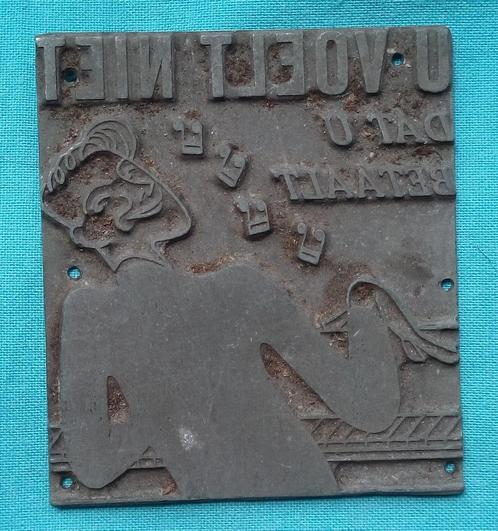 U VOELT NIET
DAT U
BETAALT